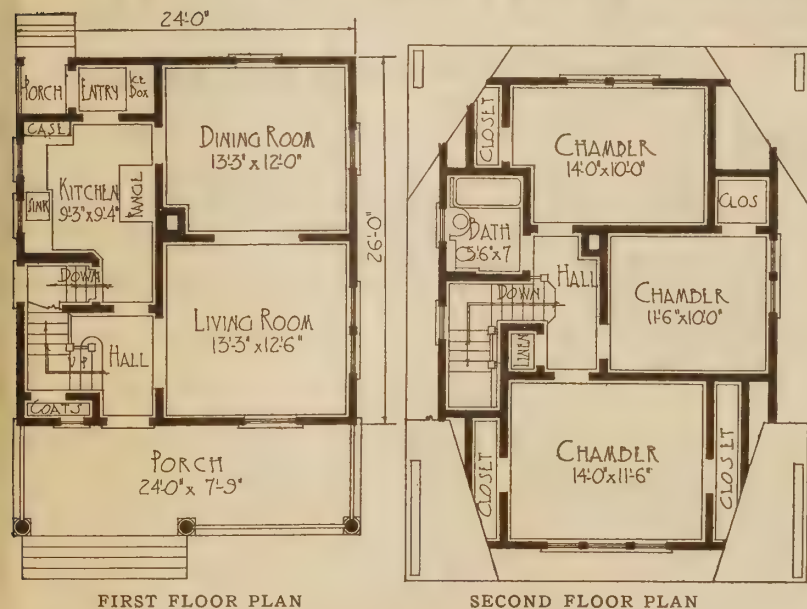 24'-0"
PORCH
ENTRY
ICE
BOX
CASE
DINING ROOM
13'-3" x 12'-0"
KITCHEN
9'-3" x 9'-4"
SINK
RANGE
26'-0"
DOWN
LIVING ROOM
13'-3" x 12'-6"
HALL
UP
COATS
PORCH
24'-0" x 7'-9"
FIRST FLOOR PLAN
CLOSET
CHAMBER
14'-0" x 10'-0"
CLOS
BATH
5'-6" x 7
HALL
DOWN
CHAMBER
11'-6" x 10'-0"
LINEN
CHAMBER
14'-0" x 11'-6"
CLOSET
CLOSET
SECOND FLOOR PLAN